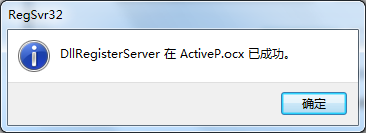 RegSvr32
DllRegisterServer 在 ActiveP.ocx 已成功。
确定